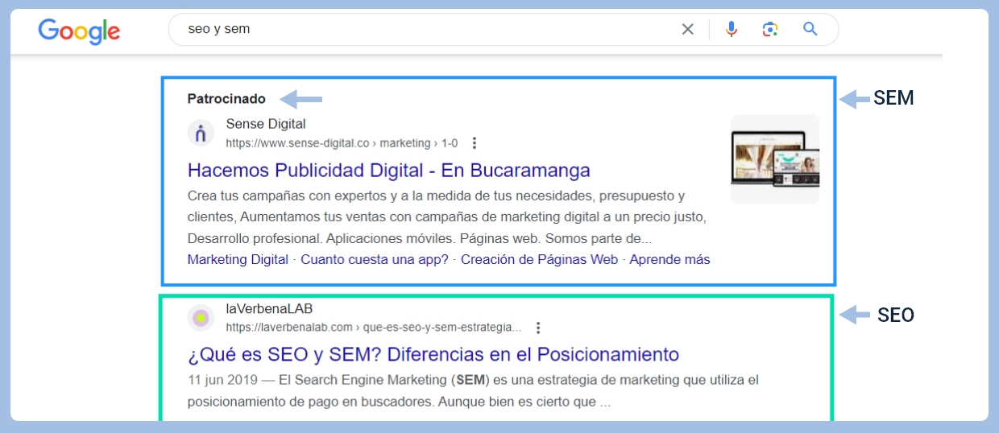 Google
seo y sem
Patrocinado
SEM
Sense Digital
https://www.sense-digital.co › marketing › 1-0
Hacemos Publicidad Digital - En Bucaramanga
Crea tus campañas con expertos y a la medida de tus necesidades, presupuesto y
clientes, Aumentamos tus ventas con campañas de marketing digital a un precio justo,
Desarrollo profesional. Aplicaciones móviles. Páginas web. Somos parte de...
Marketing Digital · Cuanto cuesta una app? · Creación de Páginas Web · Aprende más
laVerbenaLAB
SEO
https://laverbenalab.com › que-es-seo-y-sem-estrategia...
¿Qué es SEO y SEM? Diferencias en el Posicionamiento
11 jun 2019 — El Search Engine Marketing (SEM) es una estrategia de marketing que utiliza el
posicionamiento de pago en buscadores. Aunque bien es cierto que ...